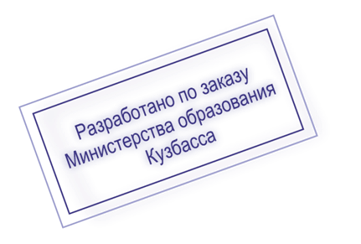 Разработано по заказу
Министерства образования
Кузбасса